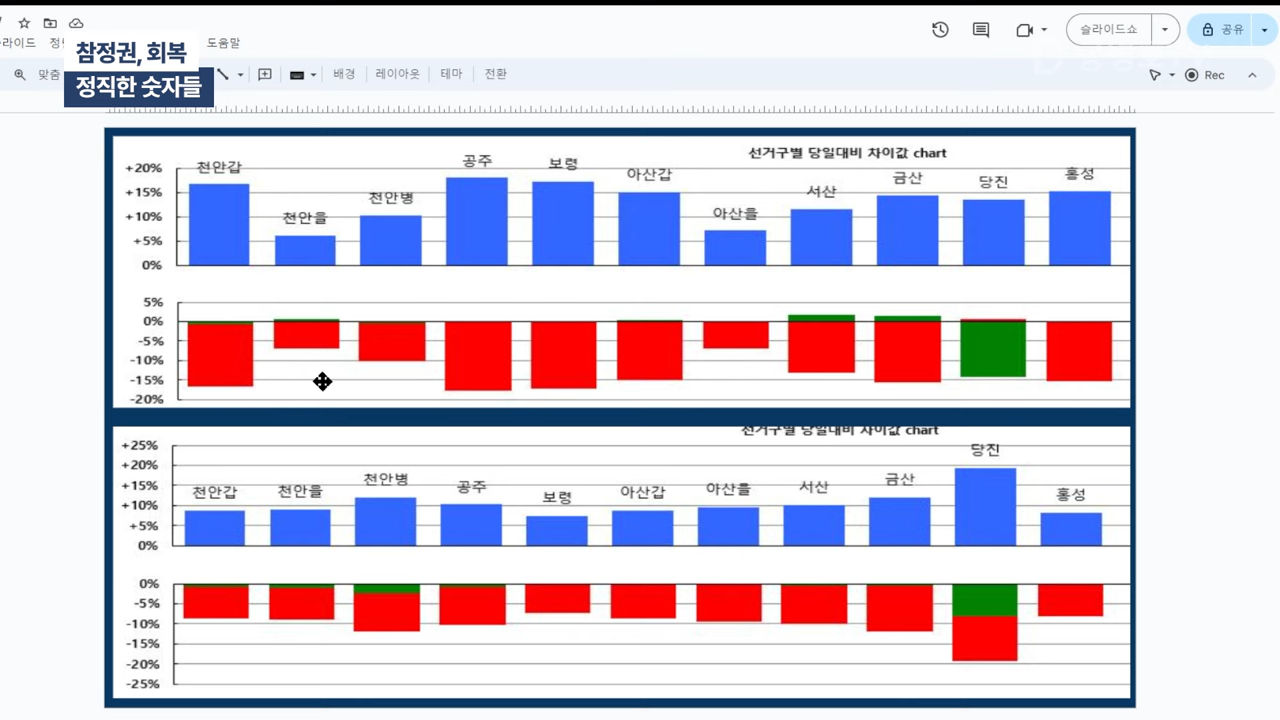 라이드
도움말
참정권, 회복
정직한 숫자들
맞춤
배경
레이아웃
테마
전환
슬라이드쇼
공유
Rec
선거구별 당일대비 차이값 chart
+20%
+15%
+10%
+5%
0%
천안갑
천안을
천안병
공주
보령
아산갑
아산을
서산
금산
당진
홍성
5%
0%
-5%
-10%
-15%
-20%
선거구별 당일대비 차이값 chart
+25%
+20%
+15%
+10%
+5%
0%
천안갑
천안을
천안병
공주
보령
아산갑
아산을
서산
금산
당진
홍성
0%
-5%
-10%
-15%
-20%
-25%